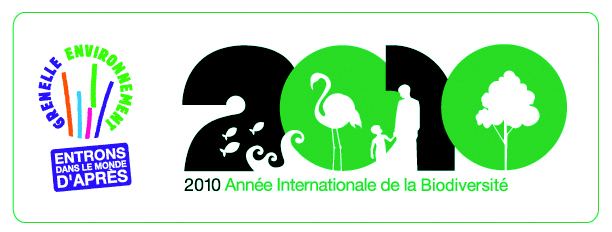 GRENELLE ENVIRONNEMENT
ENTRONS
DANS LE MONDE
D'APRÈS
2010
2010 Année Internationale de la Biodiversité